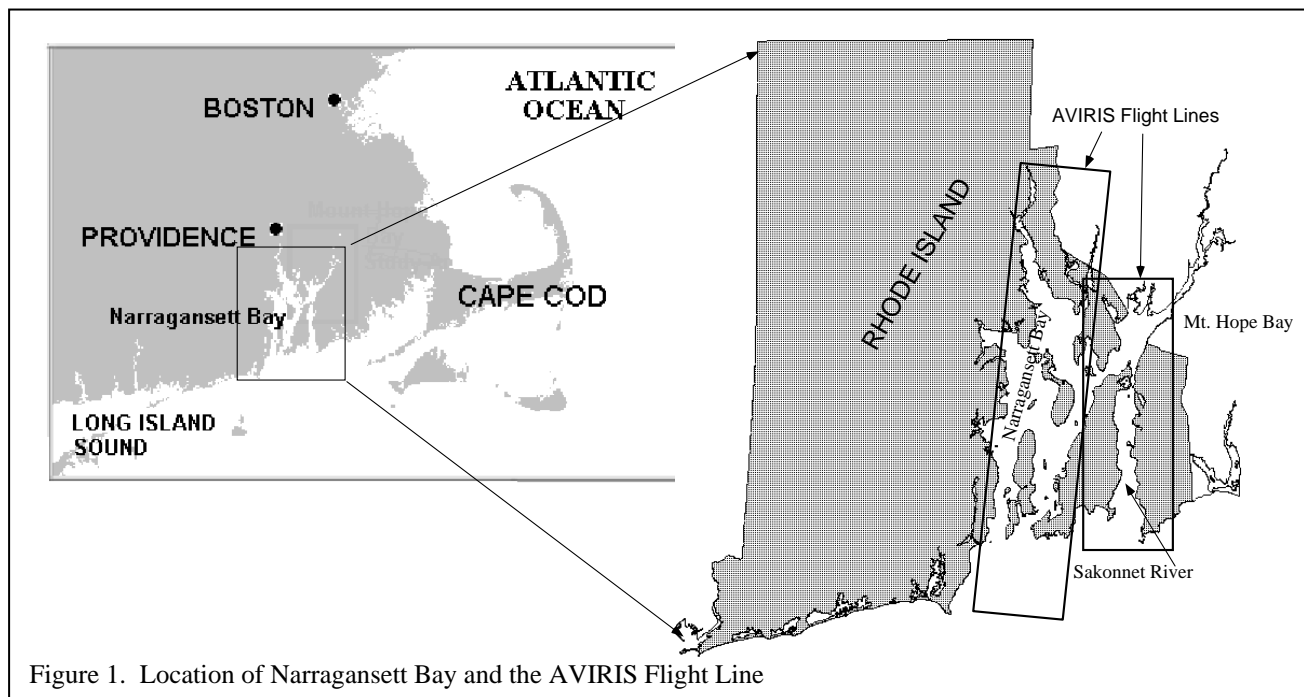 BOSTON
ATLANTIC
OCEAN
PROVIDENCE
CAPE COD
Narragansett Bay
LONG ISLAND
SOUND
AVIRIS Flight Lines
RHODE ISLAND
Narragansett Bay
Mt. Hope Bay
Sakonnet River
Figure 1.  Location of Narragansett Bay and the AVIRIS Flight Line